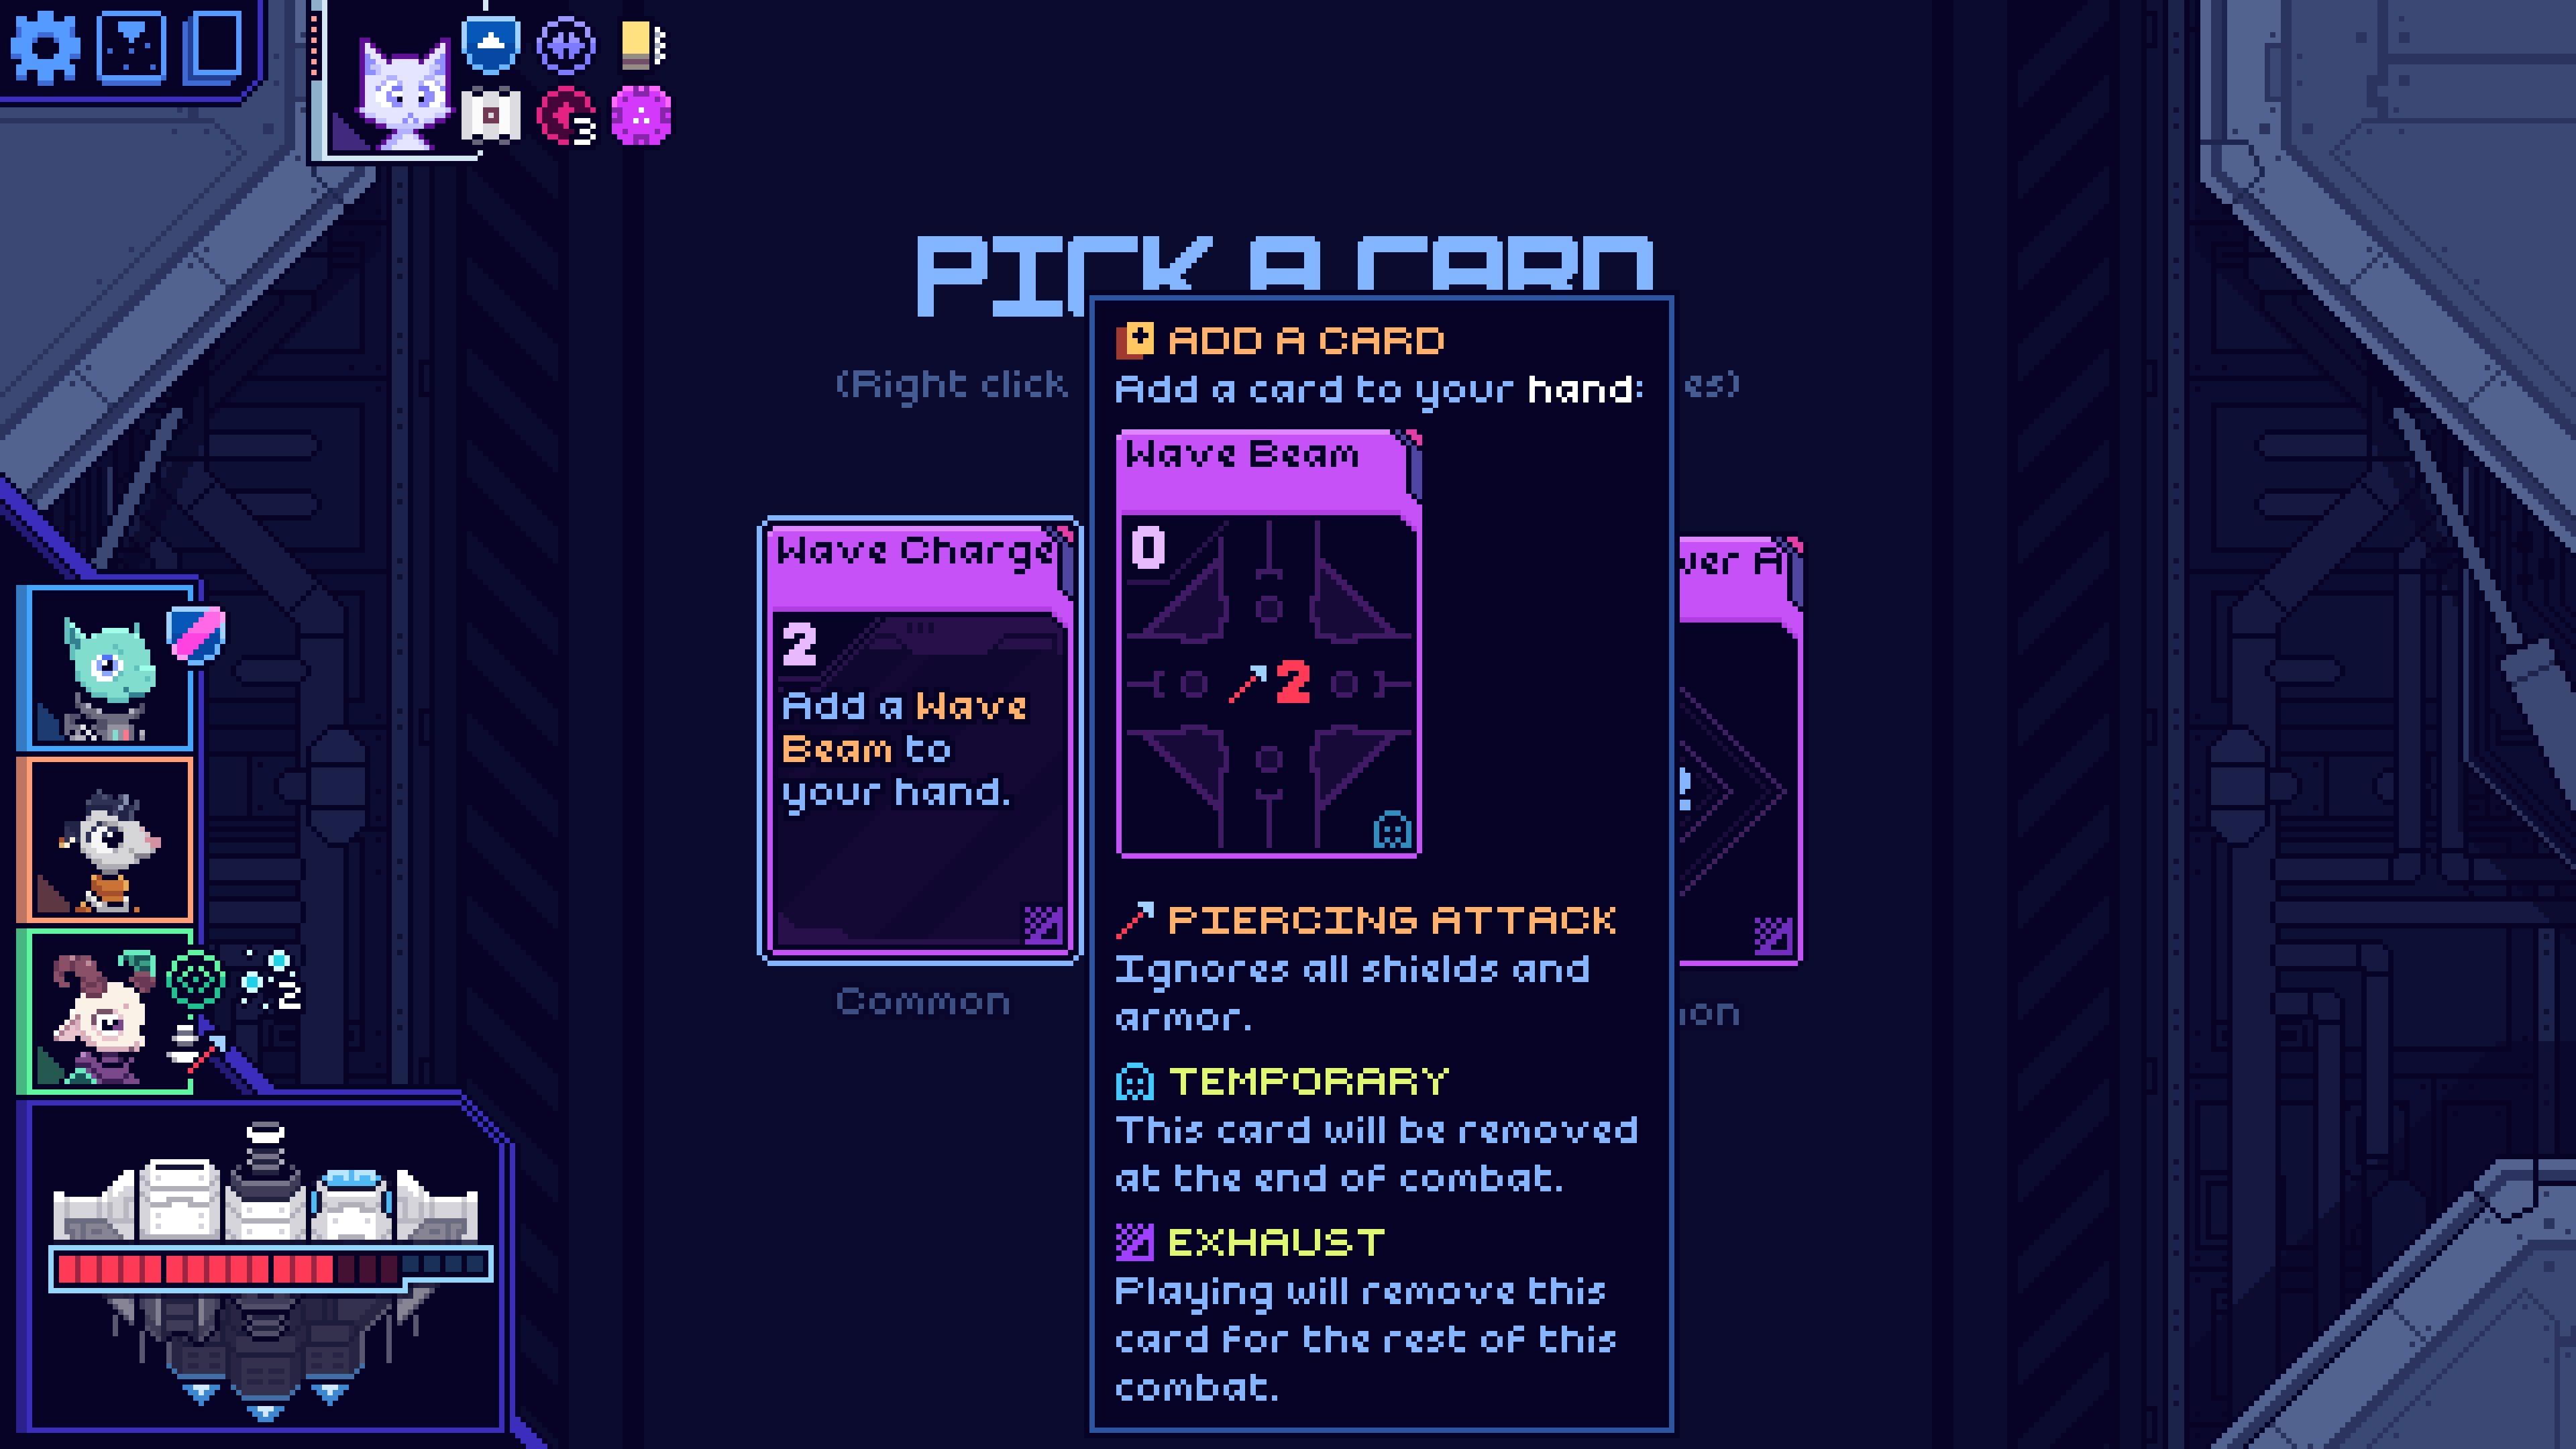 3
PICK A CARD
(Right click
es)
ADD A CARD
Add a card to your hand:
Wave Beam
0
2
Wave Charge
2
Add a Wave
Beam to
your hand.
Common
ver A
on
PIERCING ATTACK
Ignores all shields and
armor.
TEMPORARY
This card will be removed
at the end of combat.
EXHAUST
Playing will remove this
card for the rest of this
combat.
2